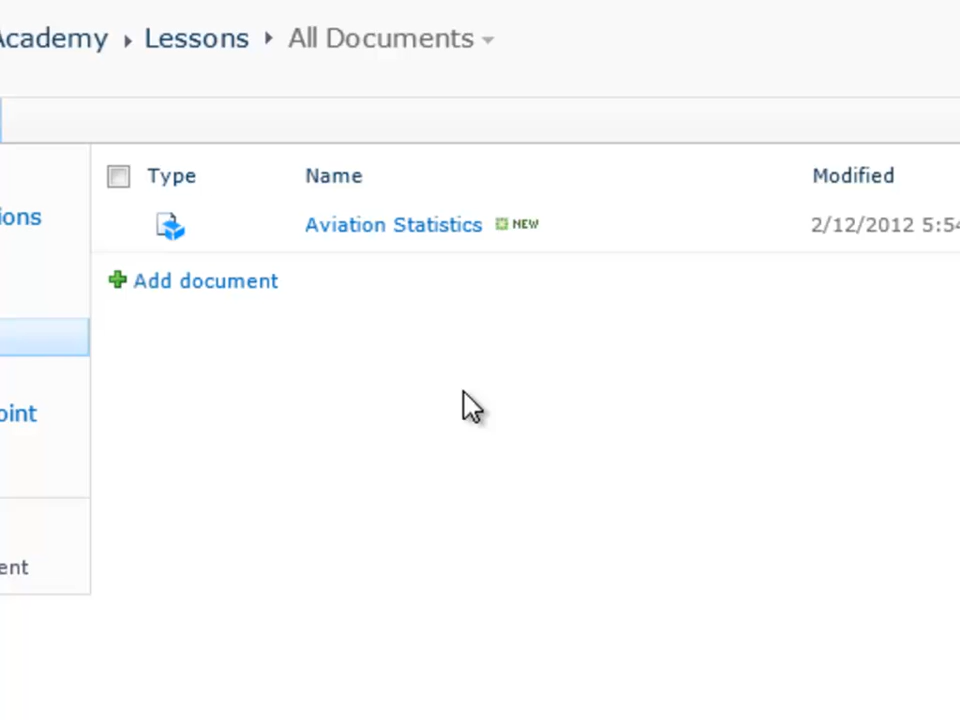 Academy Lessons All Documents
Type Name Modified
ions
Aviation Statistics NEW 2/12/2012 5:54
Add document
oint
ent